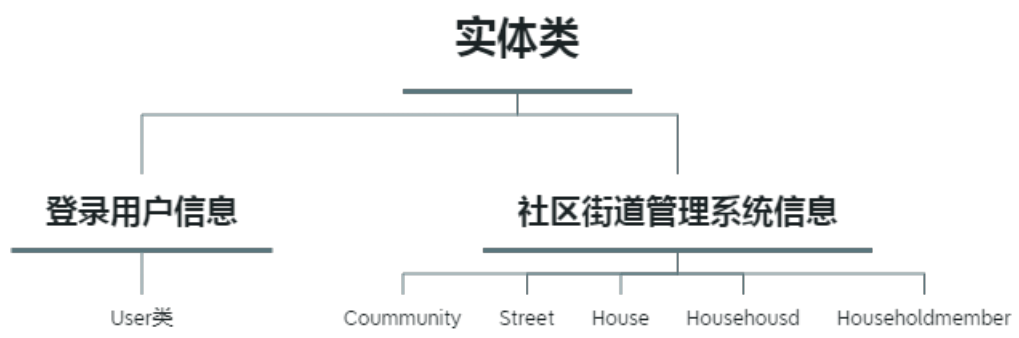 实体类
登录用户信息
社区街道管理系统信息
User类
Coummunity
Street
House
Househousd
Householdmember